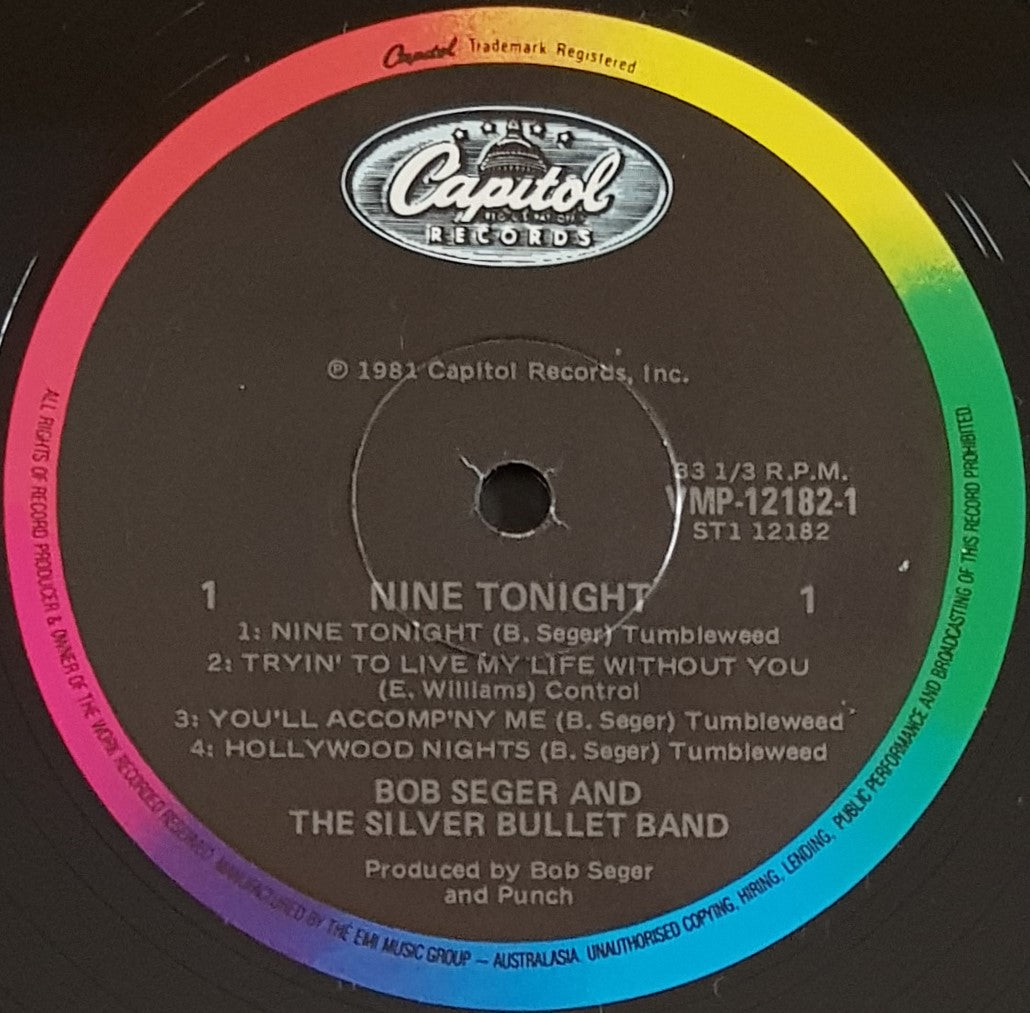 Capitol Trademark Registered
Capitol
RECORDS
℗ 1981 Capitol Records, Inc.
33 1/3 R.P.M.
VMP-12182-1
ST1 12182
1 NINE TONIGHT 1
1: NINE TONIGHT (B. Seger) Tumbleweed
2: TRYIN' TO LIVE MY LIFE WITHOUT YOU
(E. Williams) Control
3: YOU'LL ACCOMP'NY ME (B. Seger) Tumbleweed
4: HOLLYWOOD NIGHTS (B. Seger) Tumbleweed
BOB SEGER AND
THE SILVER BULLET BAND
Produced by Bob Seger
and Punch
ALL RIGHTS OF RECORD PRODUCER & OWNER OF THE WORK RECORDED RESERVED. MANUFACTURED BY THE EMI MUSIC GROUP – AUSTRALASIA. UNAUTHORISED COPYING, HIRING, LENDING, PUBLIC PERFORMANCE AND BROADCASTING OF THIS RECORD PROHIBITED.